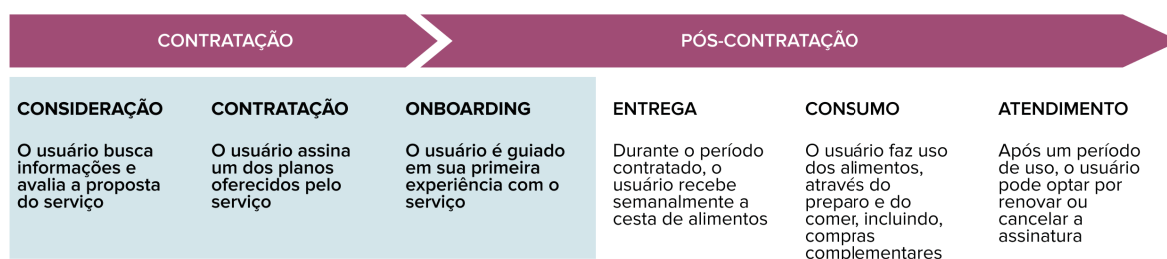 CONTRATAÇÃO
PÓS-CONTRATAÇÃO
CONSIDERAÇÃO
O usuário busca
informações e
avalia a proposta
do serviço
CONTRATAÇÃO
O usuário assina
um dos planos
oferecidos pelo
serviço
ONBOARDING
O usuário é guiado
em sua primeira
experiência com o
serviço
ENTREGA
Durante o período
contratado, o
usuário recebe
semanalmente a
cesta de alimentos
CONSUMO
O usuário faz uso
dos alimentos,
através do
preparo e do
comer, incluindo,
compras
complementares
ATENDIMENTO
Após um período
de uso, o usuário
pode optar por
renovar ou
cancelar a
assinatura